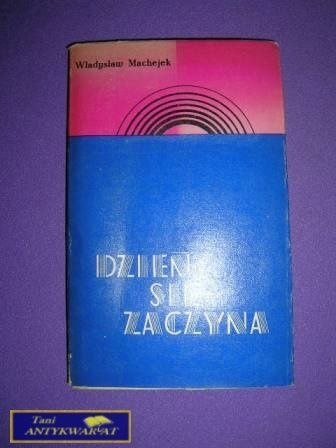 Władysław Machejek
DZIEŃ
SIĘ
ZACZYNA
Tani
ANTYKWARIAT